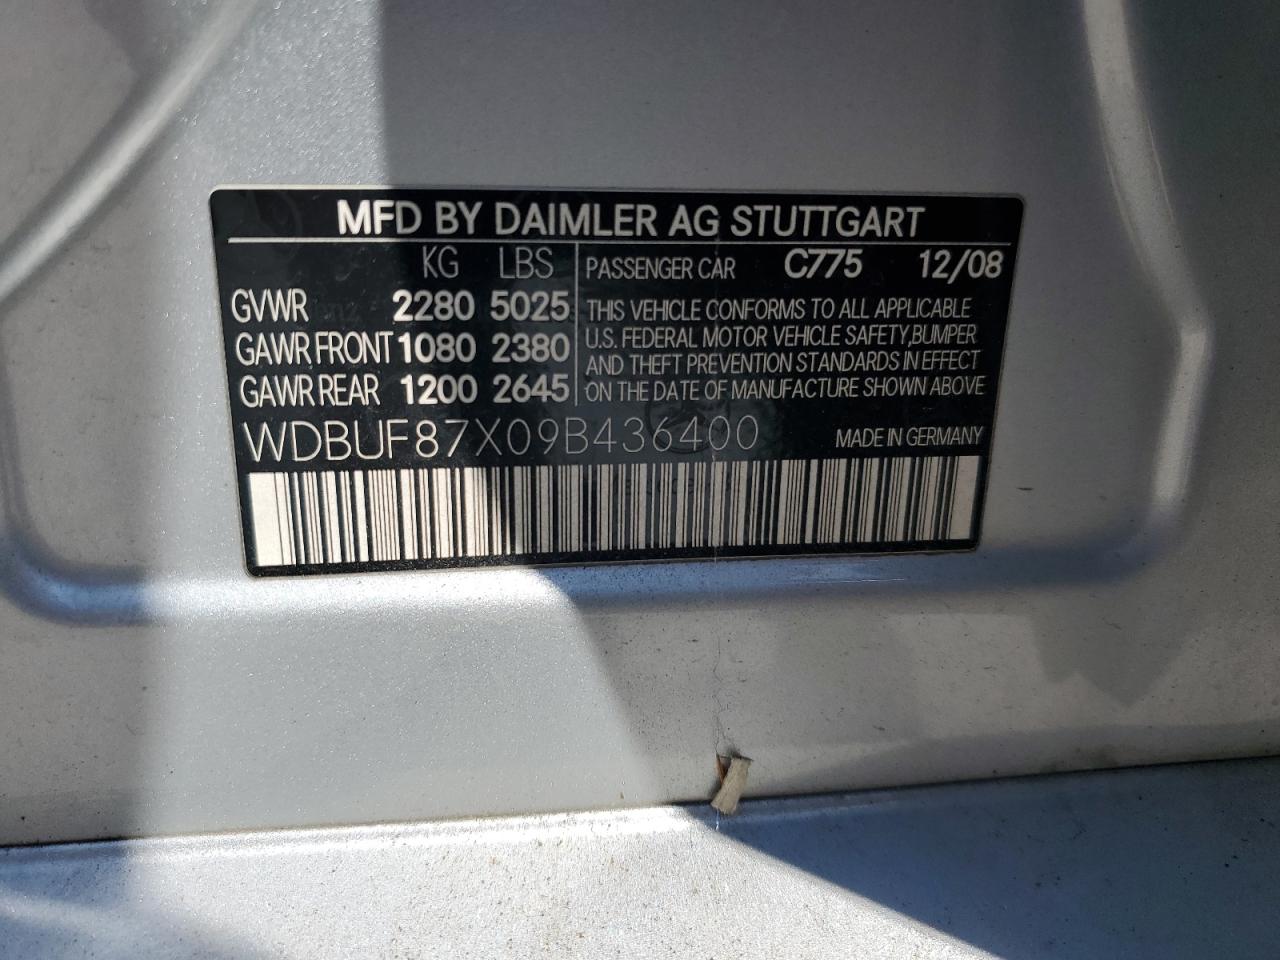 MFD BY DAIMLER AG STUTTGART
KG LBS
GVWR 2280 5025
GAWR FRONT 1080 2380
GAWR REAR 1200 2645
PASSENGER CAR C775 12/08
THIS VEHICLE CONFORMS TO ALL APPLICABLE
U.S. FEDERAL MOTOR VEHICLE SAFETY,BUMPER
AND THEFT PREVENTION STANDARDS IN EFFECT
ON THE DATE OF MANUFACTURE SHOWN ABOVE
WDBUF87X09B436400 MADE IN GERMANY